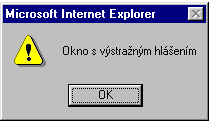 Microsoft Internet Explorer
Okno s výstražným hlášením
OK